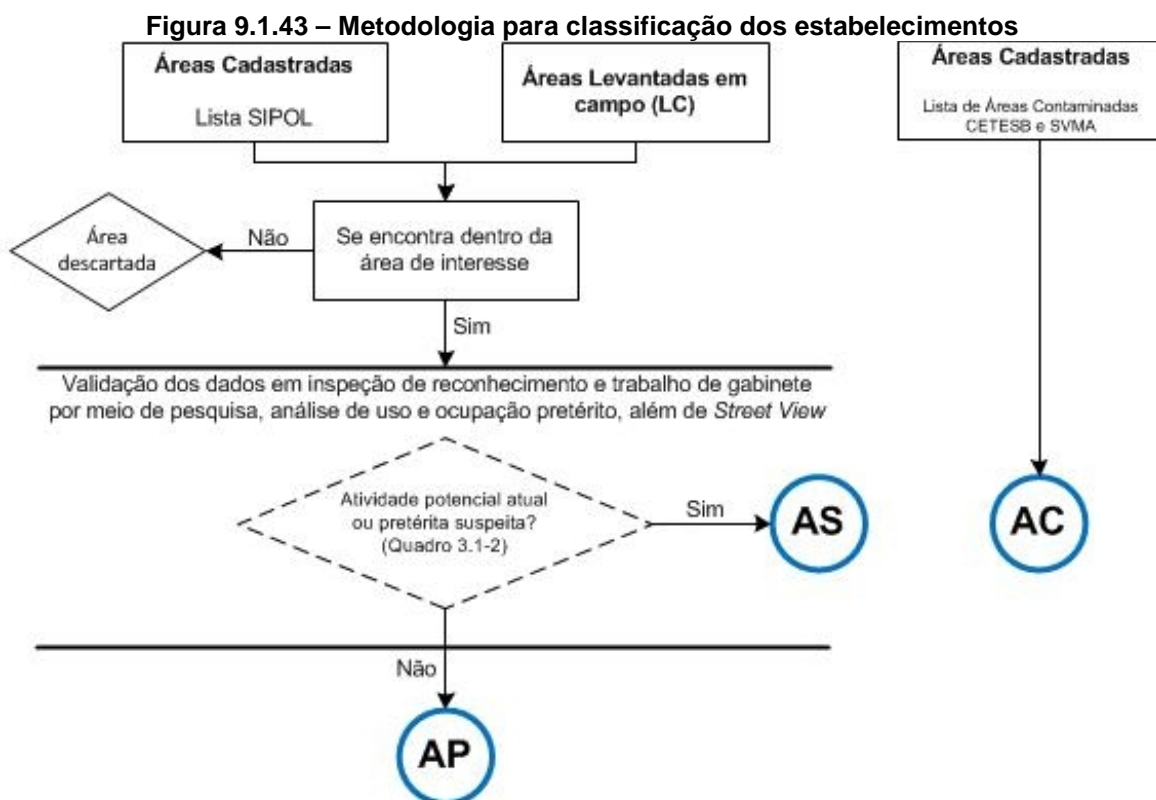 Figura 9.1.43 – Metodologia para classificação dos estabelecimentos
Áreas Cadastradas
Lista SIPOL
Áreas Levantadas em
campo (LC)
Áreas Cadastradas
Lista de Áreas Contaminadas
CETESB e SVMA
Área
descartada
Não
Se encontra dentro da
área de interesse
Sim
Validação dos dados em inspeção de reconhecimento e trabalho de gabinete
por meio de pesquisa, análise de uso e ocupação pretérito, além de Street View
Atividade potencial atual
ou pretérita suspeita?
(Quadro 3.1-2)
Sim
AS
AC
Não
AP